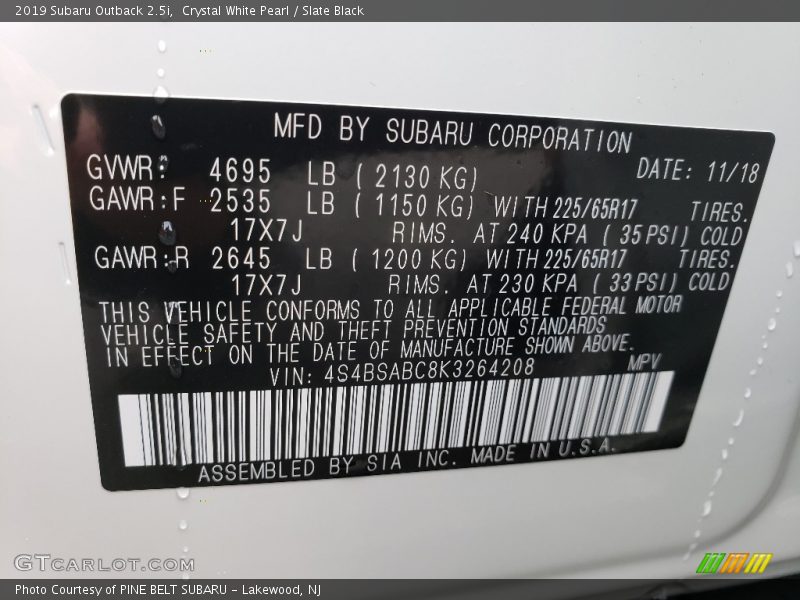 2019 Subaru Outback 2.5i, Crystal White Pearl / Slate Black
MFD BY SUBARU CORPORATION
GVWR: 4695 LB ( 2130 KG) DATE: 11/18
GAWR:F 2535 LB ( 1150 KG) WITH 225/65R17 TIRES.
17X7J RIMS. AT 240 KPA ( 35 PSI) COLD
GAWR:R 2645 LB ( 1200 KG) WITH 225/65R17 TIRES.
17X7J RIMS. AT 230 KPA ( 33 PSI) COLD
THIS VEHICLE CONFORMS TO ALL APPLICABLE FEDERAL MOTOR
VEHICLE SAFETY AND THEFT PREVENTION STANDARDS
IN EFFECT ON THE DATE OF MANUFACTURE SHOWN ABOVE.
VIN: 4S4BSABC8K3264208 MPV
ASSEMBLED BY SIA INC. MADE IN U.S.A.
GTCARLOT.COM
Photo Courtesy of PINE BELT SUBARU - Lakewood, NJ